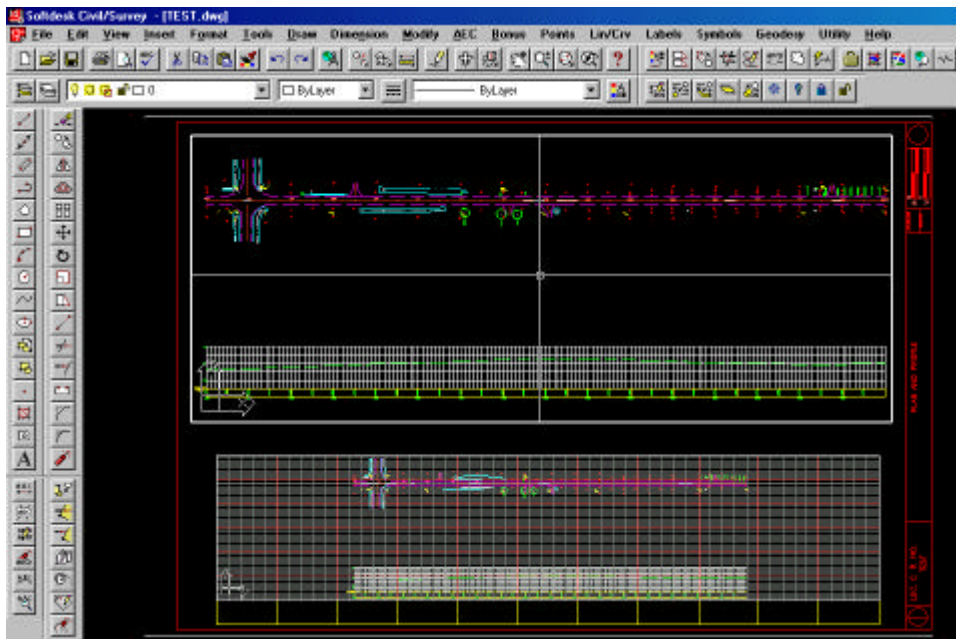 Softdesk Civil/Survey - [TEST.dwg]
File Edit View Insert Format Tools Draw Dimension Modify AEC Bonus Points Lin/Crv Labels Symbols Geodesy Utility Help
0 ByLayer ByLayer
A
PLAN AND PROFILE